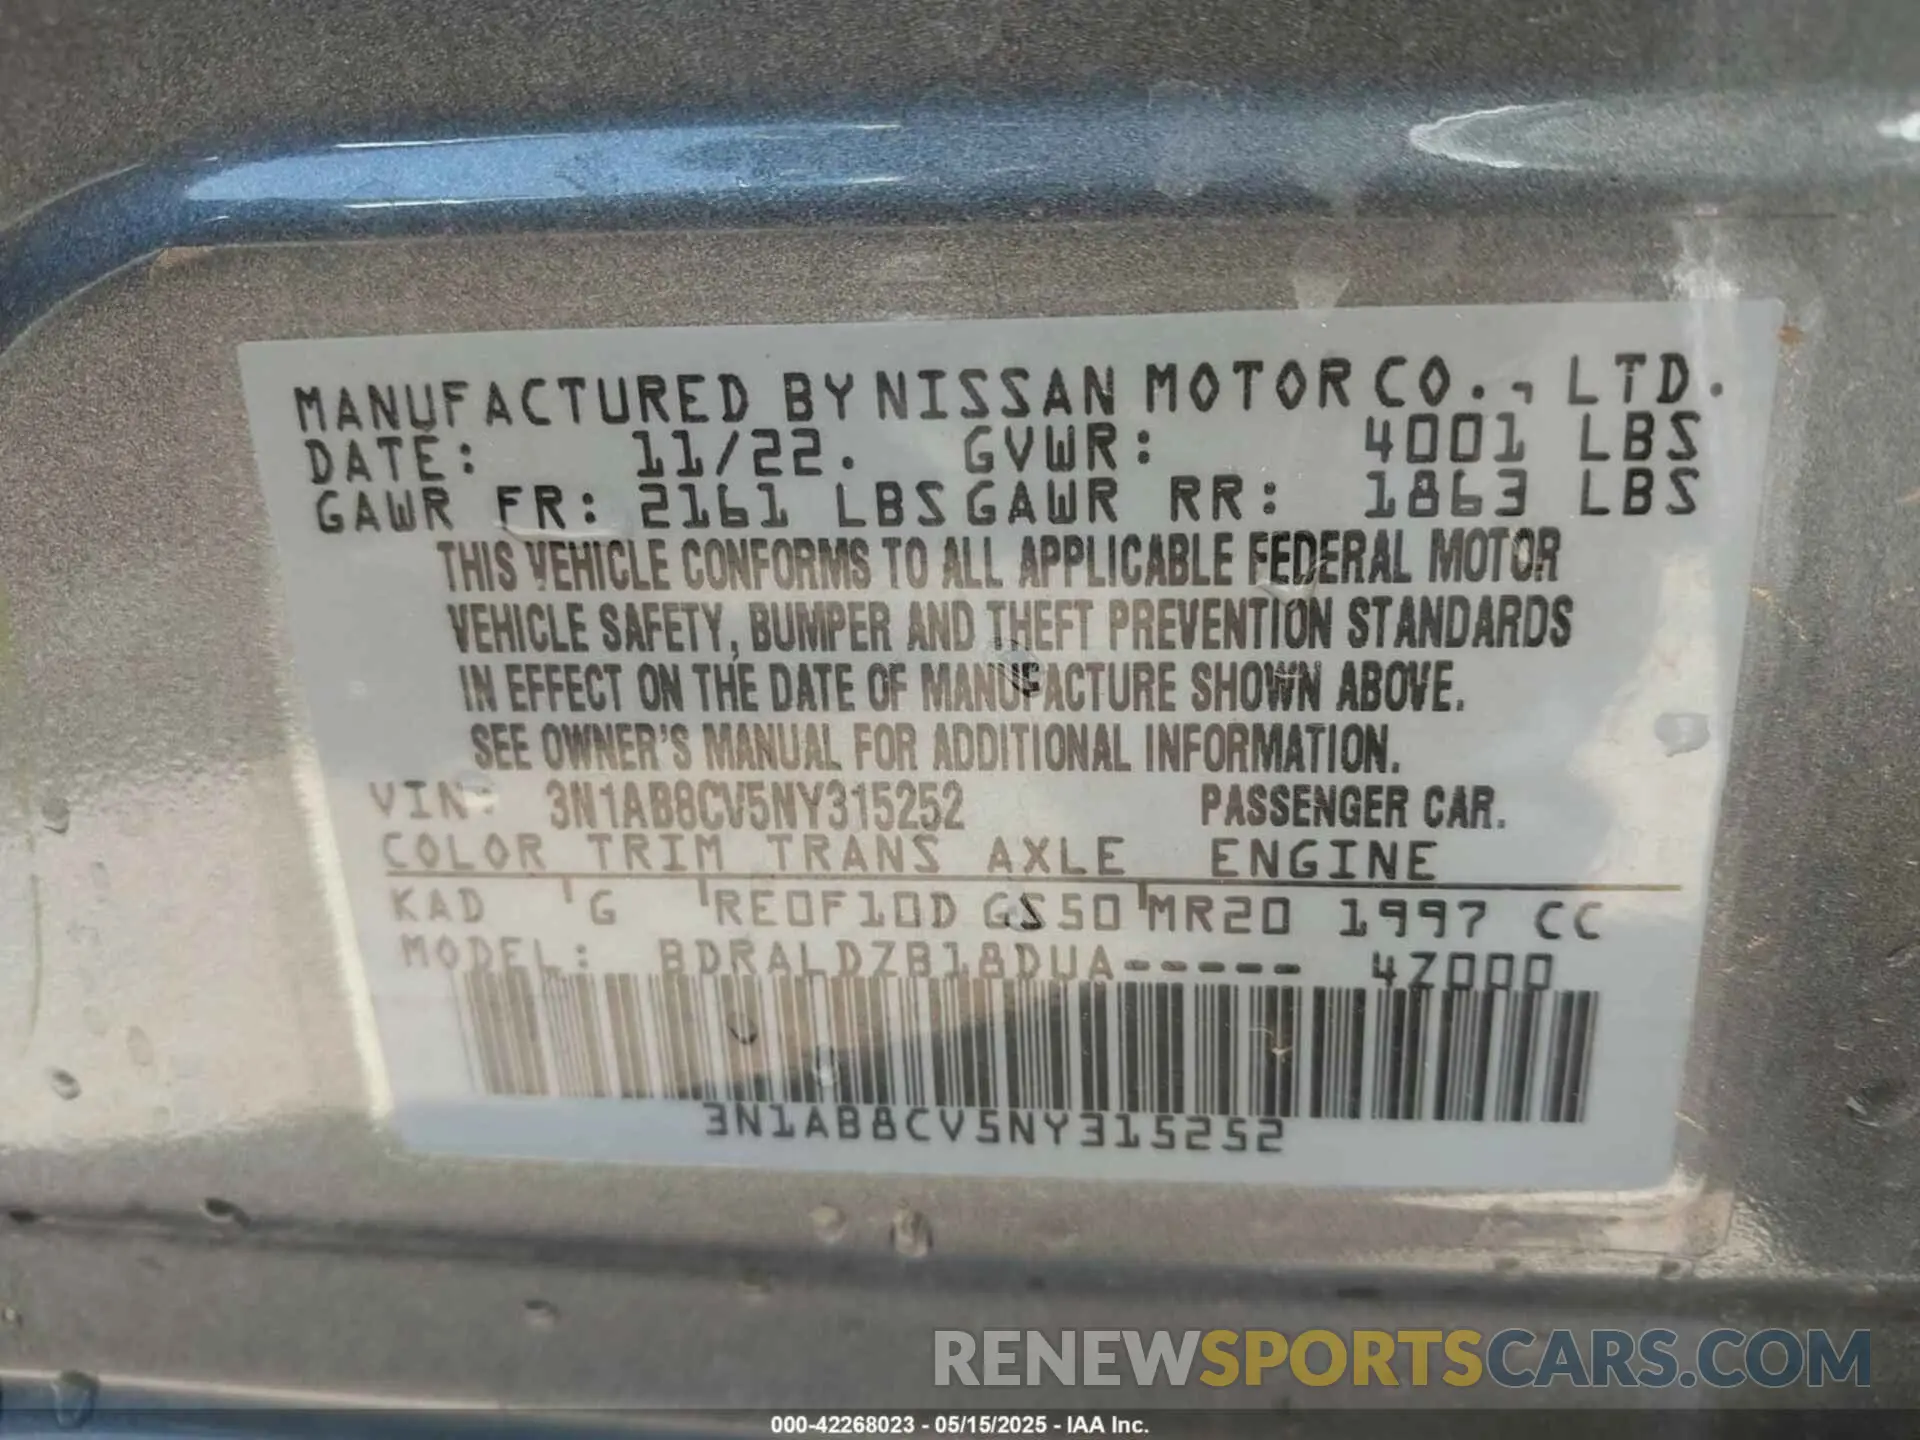 MANUFACTURED BY NISSAN MOTOR CO., LTD.
DATE: 11/22. GVWR: 4001 LBS
GAWR FR: 2161 LBS GAWR RR: 1863 LBS
THIS VEHICLE CONFORMS TO ALL APPLICABLE FEDERAL MOTOR
VEHICLE SAFETY, BUMPER AND THEFT PREVENTION STANDARDS
IN EFFECT ON THE DATE OF MANUFACTURE SHOWN ABOVE.
SEE OWNER'S MANUAL FOR ADDITIONAL INFORMATION.
VIN: 3N1AB8CV5NY315252 PASSENGER CAR.
COLOR TRIM TRANS AXLE ENGINE
KAD G RE0F10D GS50 MR20 1997 CC
MODEL: BDRALDZB18DUA----- 4Z000
3N1AB8CV5NY315252
RENEWSPORTSCARS.COM
000-42268023 - 05/15/2025 - IAA Inc.